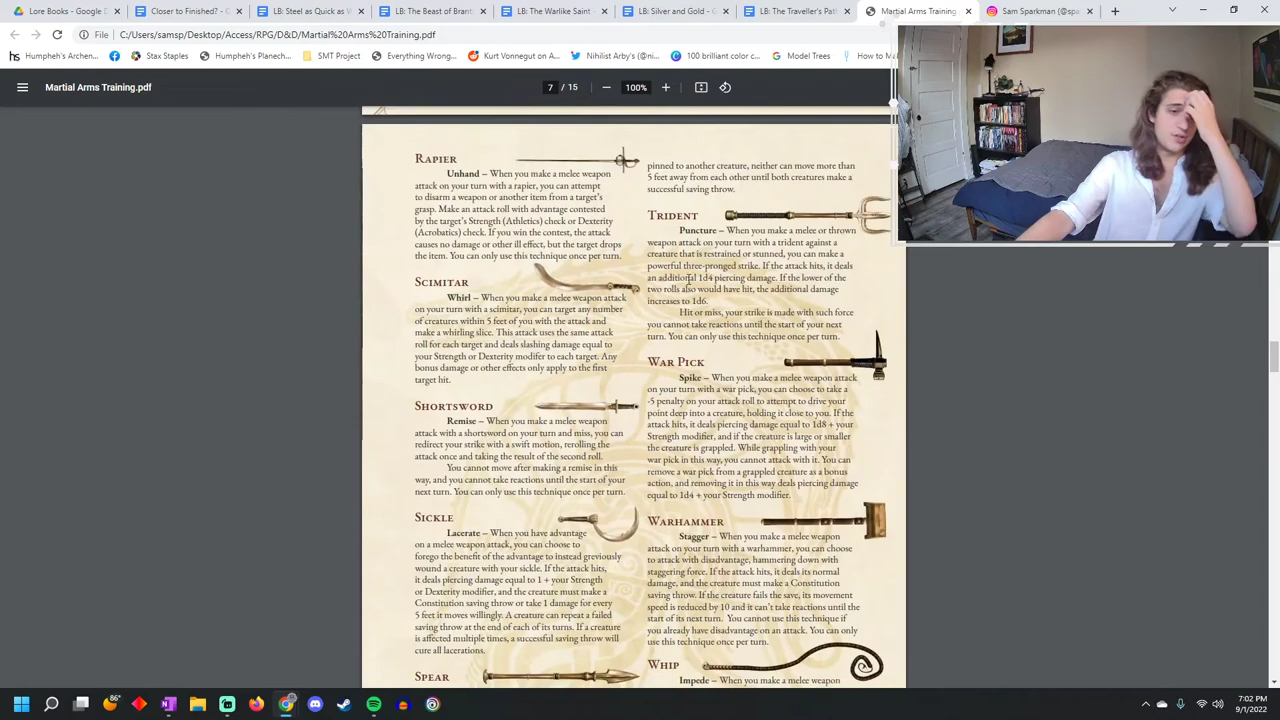 Lore Books - Google D
Closer to Finished? - G
LB: Steel as Quick as V
LB: The Beast of Brant
LB: The Warlike Saint -
LB: Silver and Gold - G
LB: The Rising Tide -
Martial Arms Training.pdf
Sam Sparkman (@spa
File
C:/Users/samsp/Desktop/Access/RPG/D&D/Martial%20Arms%20Training.pdf
Humpheh's Archen...
Stax Staples
Humpheh's Planech...
SMT Project
Everything Wrong...
Kurt Vonnegut on A...
Nihilist Arby's (@ni...
100 brilliant color c...
Model Trees
How to Ma
Martial Arms Training.pdf
7 / 15
100%
RAPIER
Unhand – When you make a melee weapon
attack on your turn with a rapier, you can attempt
to disarm a weapon or another item from a target's
grasp. Make an attack roll with advantage contested
by the target's Strength (Athletics) check or Dexterity
(Acrobatics) check. If you win the contest, the attack
causes no damage or other ill effect, but the target drops
the item. You can only use this technique once per turn.
SCIMITAR
Whirl – When you make a melee weapon attack
on your turn with a scimitar, you can target any number
of creatures within 5 feet of you with the attack and
make a whirling slice. This attack uses the same attack
roll for each target and deals slashing damage equal to
your Strength or Dexterity modifer to each target. Any
bonus damage or other effects only apply to the first
target hit.
SHORTSWORD
Remise – When you make a melee weapon
attack with a shortsword on your turn and miss, you can
redirect your strike with a swift motion, rerolling the
attack once and taking the result of the second roll.
You cannot move after making a remise in this
way, and you cannot take reactions until the start of your
next turn. You can only use this technique once per turn.
SICKLE
Lacerate – When you have advantage
on a melee weapon attack, you can choose to
forego the benefit of the advantage to instead greviously
wound a creature with your sickle. If the attack hits,
it deals piercing damage equal to 1 + your Strength
or Dexterity modifier, and the creature must make a
Constitution saving throw or take 1 damage for every
5 feet it moves willingly. A creature can repeat a failed
saving throw at the end of each of its turns. If a creature
is affected multiple times, a successful saving throw will
cure all lacerations.
SPEAR
pinned to another creature, neither can move more than
5 feet away from each other until both creatures make a
successful saving throw.
TRIDENT
Puncture – When you make a melee or thrown
weapon attack on your turn with a trident against a
creature that is restrained or stunned, you can make a
powerful three-pronged strike. If the attack hits, it deals
an additional 1d4 piercing damage. If the lower of the
two rolls also would have hit, the additional damage
increases to 1d6.
Hit or miss, your strike is made with such force
you cannot take reactions until the start of your next
turn. You can only use this technique once per turn.
WAR PICK
Spike – When you make a melee weapon attack
on your turn with a war pick, you can choose to take a
-5 penalty on your attack roll to attempt to drive your
point deep into a creature, holding it close to you. If the
attack hits, it deals piercing damage equal to 1d8 + your
Strength modifier, and if the creature is large or smaller
the creature is grappled. While grappling with your
war pick in this way, you cannot attack with it. You can
remove a war pick from a grappled creature as a bonus
action, and removing it in this way deals piercing damage
equal to 1d4 + your Strength modifier.
WARHAMMER
Stagger – When you make a melee weapon
attack on your turn with a warhammer, you can choose
to attack with disadvantage, hammering down with
staggering force. If the attack hits, it deals its normal
damage, and the creature must make a Constitution
saving throw. If the creature fails the save, its movement
speed is reduced by 10 and it can't take reactions until the
start of its next turn. You cannot use this technique if
you already have disadvantage on an attack. You can only
use this technique once per turn.
WHIP
Impede – When you make a melee weapon
7:02 PM
9/1/2022